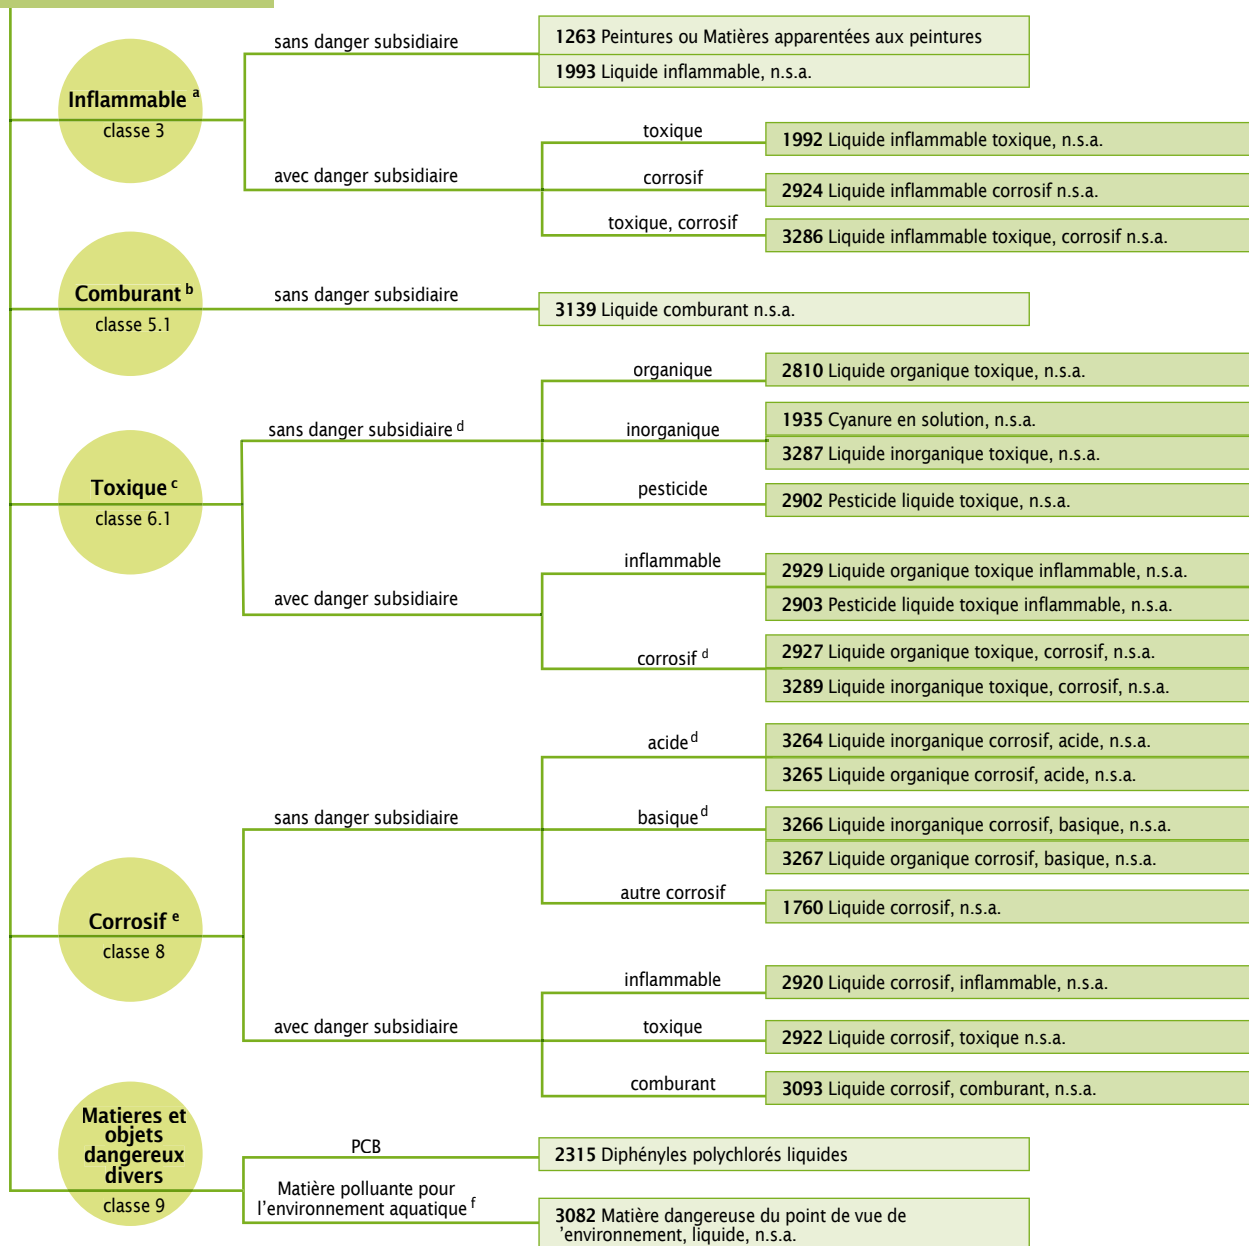 Inflammable a
classe 3
sans danger subsidiaire
1263 Peintures ou Matières apparentées aux peintures
1993 Liquide inflammable, n.s.a.
avec danger subsidiaire
toxique
1992 Liquide inflammable toxique, n.s.a.
corrosif
2924 Liquide inflammable corrosif n.s.a.
toxique, corrosif
3286 Liquide inflammable toxique, corrosif n.s.a.
Comburant b
classe 5.1
sans danger subsidiaire
3139 Liquide comburant n.s.a.
Toxique c
classe 6.1
sans danger subsidiaire d
organique
2810 Liquide organique toxique, n.s.a.
inorganique
1935 Cyanure en solution, n.s.a.
3287 Liquide inorganique toxique, n.s.a.
pesticide
2902 Pesticide liquide toxique, n.s.a.
avec danger subsidiaire
inflammable
2929 Liquide organique toxique inflammable, n.s.a.
2903 Pesticide liquide toxique inflammable, n.s.a.
corrosif d
2927 Liquide organique toxique, corrosif, n.s.a.
3289 Liquide inorganique toxique, corrosif, n.s.a.
Corrosif e
classe 8
sans danger subsidiaire
acide d
3264 Liquide inorganique corrosif, acide, n.s.a.
3265 Liquide organique corrosif, acide, n.s.a.
basique d
3266 Liquide inorganique corrosif, basique, n.s.a.
3267 Liquide organique corrosif, basique, n.s.a.
autre corrosif
1760 Liquide corrosif, n.s.a.
avec danger subsidiaire
inflammable
2920 Liquide corrosif, inflammable, n.s.a.
toxique
2922 Liquide corrosif, toxique n.s.a.
comburant
3093 Liquide corrosif, comburant, n.s.a.
Matieres et
objets
dangereux
divers
classe 9
PCB
2315 Diphényles polychlorés liquides
Matière polluante pour
l'environnement aquatique f
3082 Matière dangereuse du point de vue de
'environnement, liquide, n.s.a.